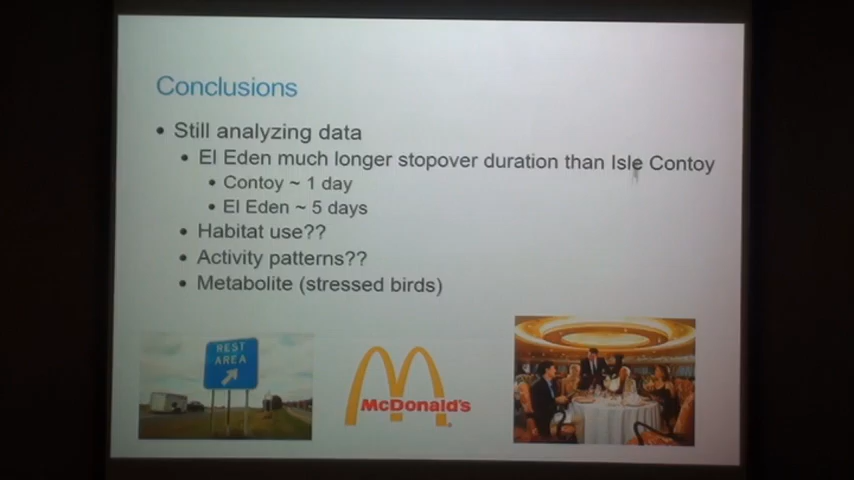 Conclusions
• Still analyzing data
• El Eden much longer stopover duration than Isle Contoy
• Contoy ~ 1 day
• El Eden ~ 5 days
• Habitat use??
• Activity patterns??
• Metabolite (stressed birds)
REST
AREA
McDonald's